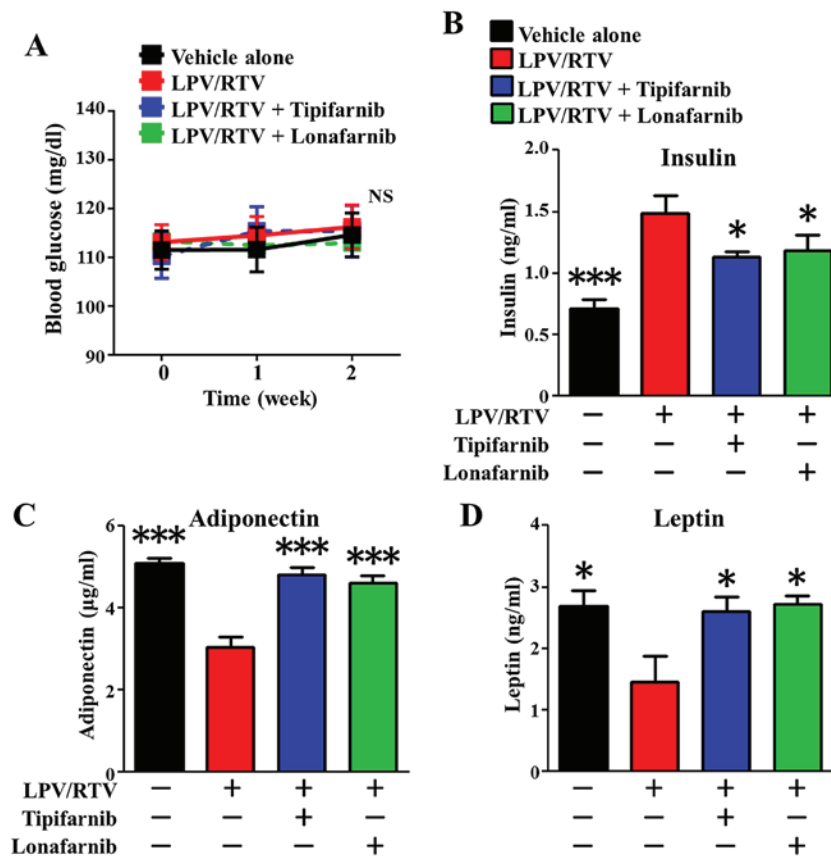 A
Vehicle alone
LPV/RTV
LPV/RTV + Tipifarnib
LPV/RTV + Lonafarnib
140
130
120
110
100
90
Blood glucose (mg/dl)
NS
0 1 2
Time (week)
B
Vehicle alone
LPV/RTV
LPV/RTV + Tipifarnib
LPV/RTV + Lonafarnib
Insulin
2.0
1.5
1.0
0.5
0
Insulin (ng/ml)
*** * *
LPV/RTV − + + +
Tipifarnib − − + −
Lonafarnib − − − +
C
Adiponectin
6
4
2
0
Adiponectin (µg/ml)
*** *** ***
LPV/RTV − + + +
Tipifarnib − − + −
Lonafarnib − − − +
D
Leptin
4
3
2
1
0
Leptin (ng/ml)
* * *
− + + +
− − + −
− − − +